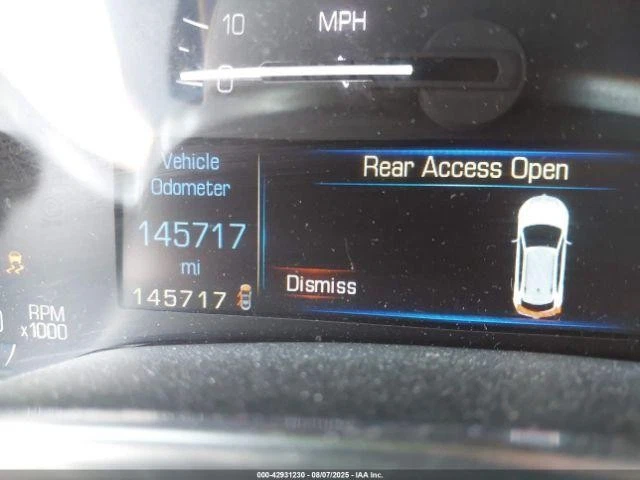 10 MPH
0
Vehicle
Odometer
145717
mi
145717
Rear Access Open
Dismiss
RPM
x1000
000-42931230 - 08/07/2025 - IAA Inc.